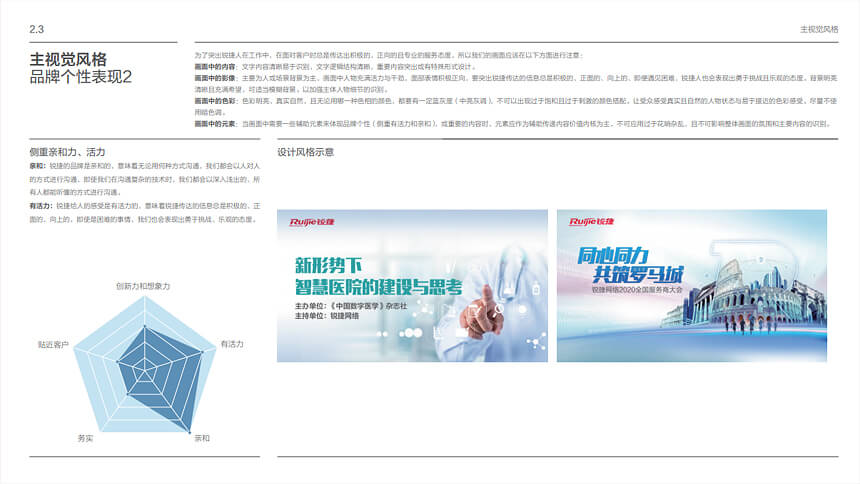 2.3
主视觉风格
主视觉风格
品牌个性表现2
为了突出锐捷人在工作中，在面对客户时总是传达出积极的、正向的且专业的服务态度，所以我们的画面应该在以下方面进行注意：
画面中的内容：文字内容清晰易于识别，文字逻辑结构清晰，重要内容突出或有特殊形式设计。
画面中的影像：主要为人或场景背景为主，画面中人物充满活力与干劲，面部表情积极正向，要突出锐捷传达的信息总是积极的、正面的、向上的，即使遇见困难，锐捷人也会表现出勇于挑战且乐观的态度。背景明亮
清晰且充满希望，可适当模糊背景，以加强主体人物细节的识别。
画面中的色彩：色彩明亮，真实自然，且无论用哪一种色相的颜色，都要有一定蓝灰度（中亮灰调），不可以出现过于饱和且过于刺激的颜色搭配，让受众感受真实且自然的人物状态与易于接近的色彩感受，尽量不使
用暗色调。
画面中的元素：当画面中需要一些辅助元素来体现品牌个性（侧重有活力和亲和），或重要的内容时，元素应作为辅助传递内容价值内核为主，不可应用过于花哨杂乱，且不可影响整体画面的氛围和主要内容的识别。
侧重亲和力、活力
亲和：锐捷的品牌是亲和的，意味着无论用何种方式沟通，我们都会以人对人
的方式进行沟通，即使我们在沟通复杂的技术时，我们都会以深入浅出的、所
有人都能听懂的方式进行沟通。
有活力：锐捷给人的感受是有活力的，意味着锐捷传达的信息总是积极的、正
面的、向上的，即使是困难的事情，我们也会表现出勇于挑战、乐观的态度。
设计风格示意
Ruijie锐捷
新形势下
智慧医院的建设与思考
主办单位：《中国数字医学》杂志社
主持单位：锐捷网络
Ruijie锐捷
同心同力
共筑罗马城
锐捷网络2020全国服务商大会
创新力和想象力
贴近客户
有活力
务实
亲和